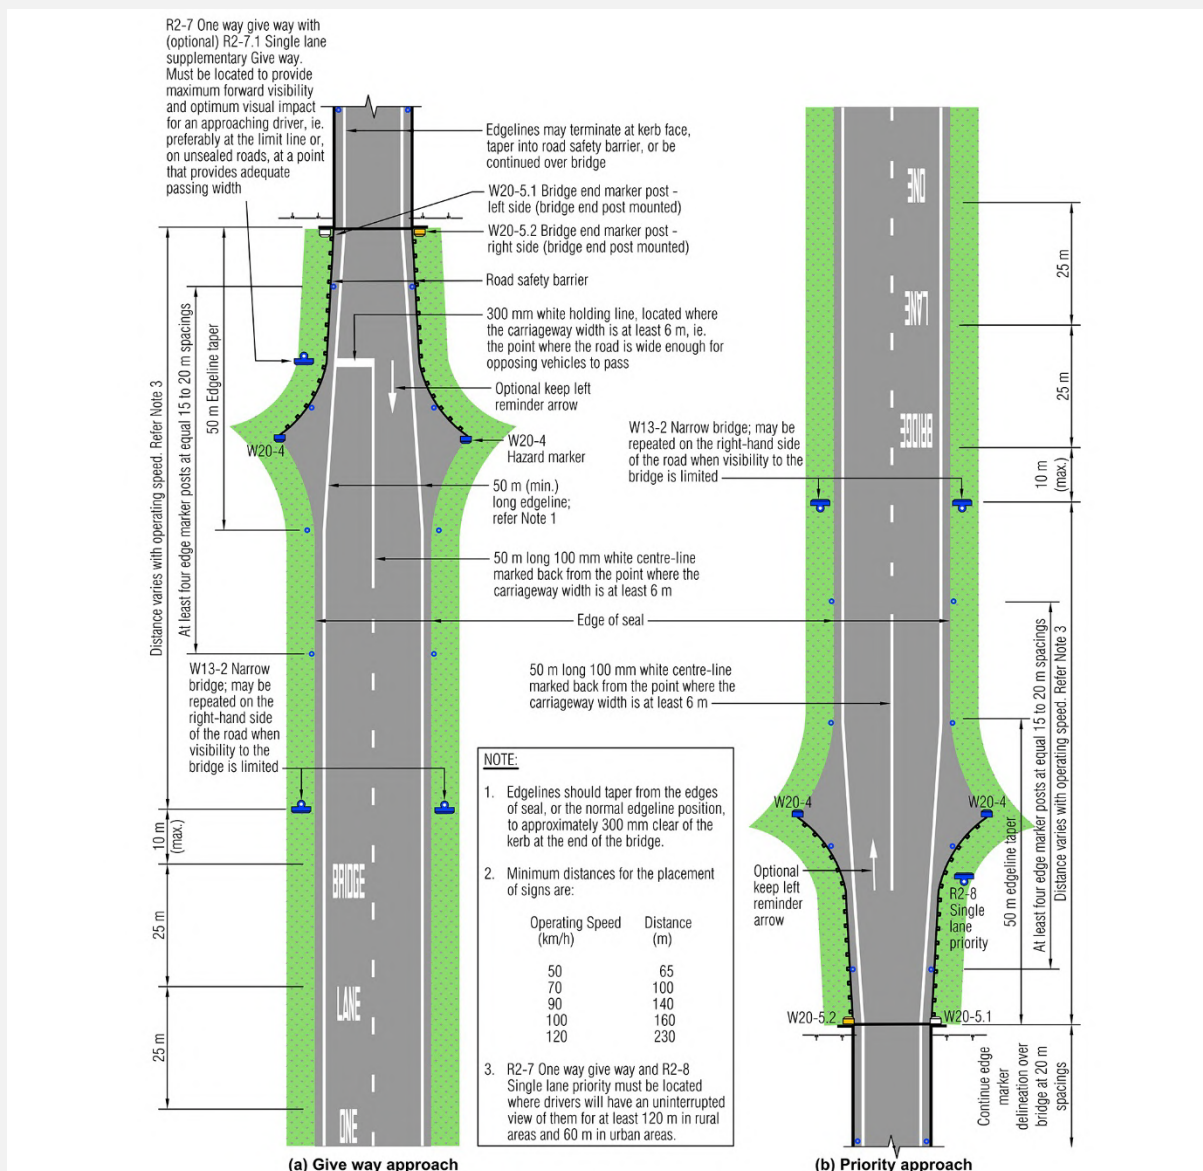 R2-7 One way give way with
(optional) R2-7.1 Single lane
supplementary Give way.
Must be located to provide
maximum forward visibility
and optimum visual impact
for an approaching driver, ie.
preferably at the limit line or,
on unsealed roads, at a point
that provides adequate
passing width
Edgelines may terminate at kerb face,
taper into road safety barrier, or be
continued over bridge
W20-5.1 Bridge end marker post -
left side (bridge end post mounted)
W20-5.2 Bridge end marker post -
right side (bridge end post mounted)
Road safety barrier
300 mm white holding line, located where
the carriageway width is at least 6 m, ie.
the point where the road is wide enough for
opposing vehicles to pass
Optional keep left
reminder arrow
W20-4
W20-4
Hazard marker
50 m (min.)
long edgeline;
refer Note 1
50 m long 100 mm white centre-line
marked back from the point where the
carriageway width is at least 6 m
Edge of seal
Distance varies with operating speed. Refer Note 3
At least four edge marker posts at equal 15 to 20 m spacings
50 m Edgeline taper
W13-2 Narrow
bridge; may be
repeated on the
right-hand side
of the road when
visibility to the
bridge is limited
10 m
(max.)
25 m
25 m
BRIDGE
LANE
ONE
(a) Give way approach
NOTE:
1. Edgelines should taper from the edges
of seal, or the normal edgeline position,
to approximately 300 mm clear of the
kerb at the end of the bridge.
2. Minimum distances for the placement
of signs are:
Operating Speed Distance
(km/h) (m)
50 65
70 100
90 140
100 160
120 230
3. R2-7 One way give way and R2-8
Single lane priority must be located
where drivers will have an uninterrupted
view of them for at least 120 m in rural
areas and 60 m in urban areas.
ONE
LANE
BRIDGE
25 m
25 m
10 m
(max.)
W13-2 Narrow bridge; may be
repeated on the right-hand side
of the road when visibility to the
bridge is limited
50 m long 100 mm white centre-line
marked back from the point where the
carriageway width is at least 6 m
W20-4
W20-4
Optional
keep left
reminder
arrow
R2-8
Single
lane
priority
50 m edgeline taper
At least four edge marker posts at equal 15 to 20 m spacings
Distance varies with operating speed. Refer Note 3
W20-5.2
W20-5.1
Continue edge
marker
delineation over
bridge at 20 m
spacings
(b) Priority approach